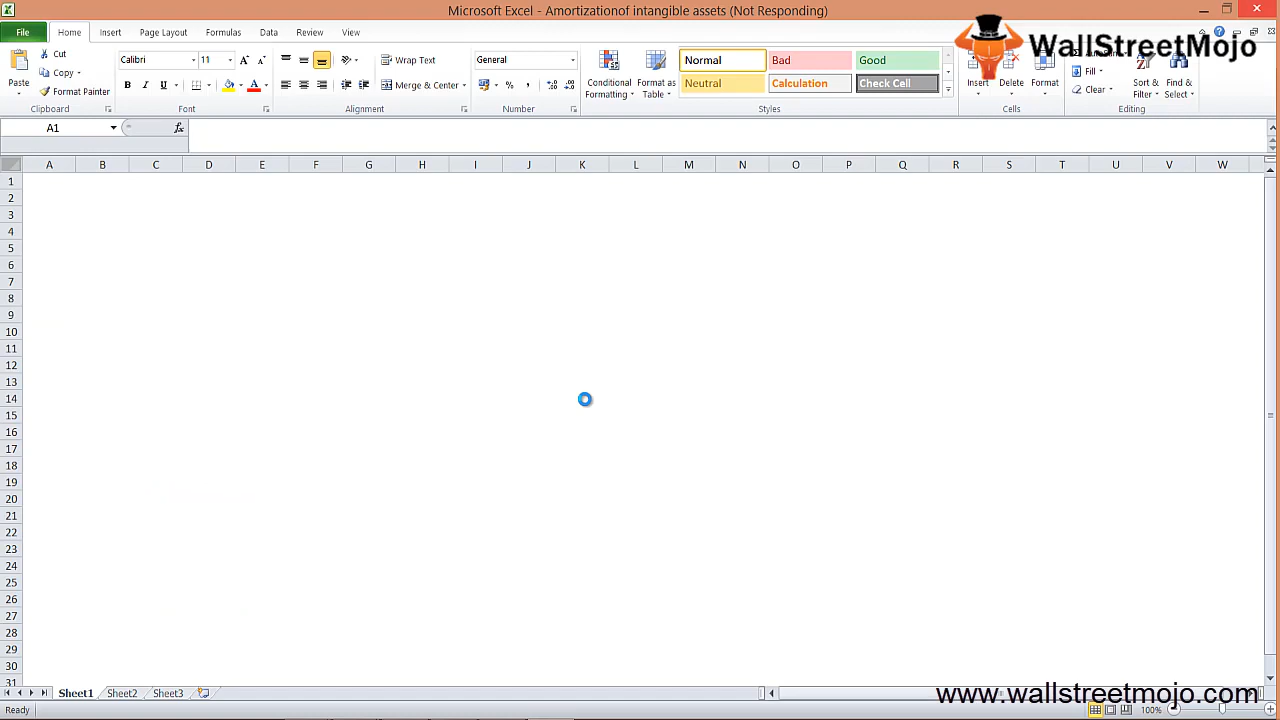 Microsoft Excel - Amortizationof intangible assets (Not Responding)
File Home Insert Page Layout Formulas Data Review View
WallStreetMojo
Paste
Cut
Copy
Format Painter
Clipboard
Calibri 11
A A
B I U
Font
Wrap Text
Merge & Center
Alignment
General
% ,
Number
Conditional Formatting
Format as Table
Normal Bad Good
Neutral Calculation Check Cell
Styles
Insert Delete Format
Cells
Fill
Clear
Sort & Filter
Find & Select
Editing
A1
fx
A B C D E F G H I J K L M N O P Q R S T U V W
1
2
3
4
5
6
7
8
9
10
11
12
13
14
15
16
17
18
19
20
21
22
23
24
25
26
27
28
29
30
31
Sheet1 Sheet2 Sheet3
www.wallstreetmojo.com
Ready
100%